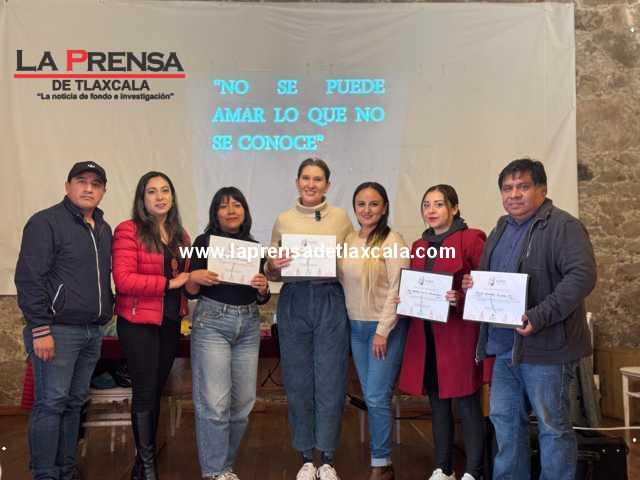 LA PRENSA
DE TLAXCALA
"La noticia de fondo e investigación"
"NO SE PUEDE
AMAR LO QUE NO
SE CONOCE"
www.laprensadetlaxcala.com